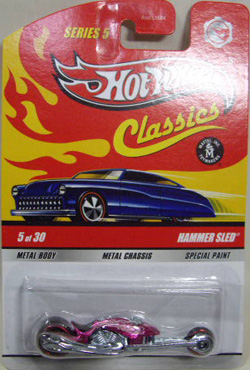 SERIES 5
Hot Wheels
Classics
5 of 30
HAMMER SLED
METAL BODY
METAL CHASSIS
SPECIAL PAINT